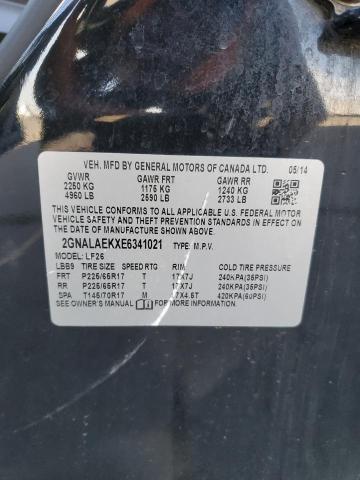 VEH. MFD BY GENERAL MOTORS OF CANADA LTD. 05/14
GVWR GAWR FRT GAWR RR
2250 KG 1175 KG 1240 KG
4960 LB 2590 LB 2733 LB
THIS VEHICLE CONFORMS TO ALL APPLICABLE U.S. FEDERAL MOTOR VEHICLE
SAFETY AND THEFT PREVENTION STANDARDS IN EFFECT ON
THE DATE OF MANUFACTURE SHOWN ABOVE.
2GNALAEKXE6341021 TYPE: M.P.V.
MODEL: LF26
LBB9 TIRE SIZE SPEED RTG RIM COLD TIRE PRESSURE
FRT P225/65R17 T 17X7J 240KPA(35PSI)
RR P225/65R17 T 17X7J 240KPA(35PSI)
SPA T145/70R17 M 17X4.5T 420KPA(60PSI)
SEE OWNER'S MANUAL FOR ADDITIONAL INFORMATION.